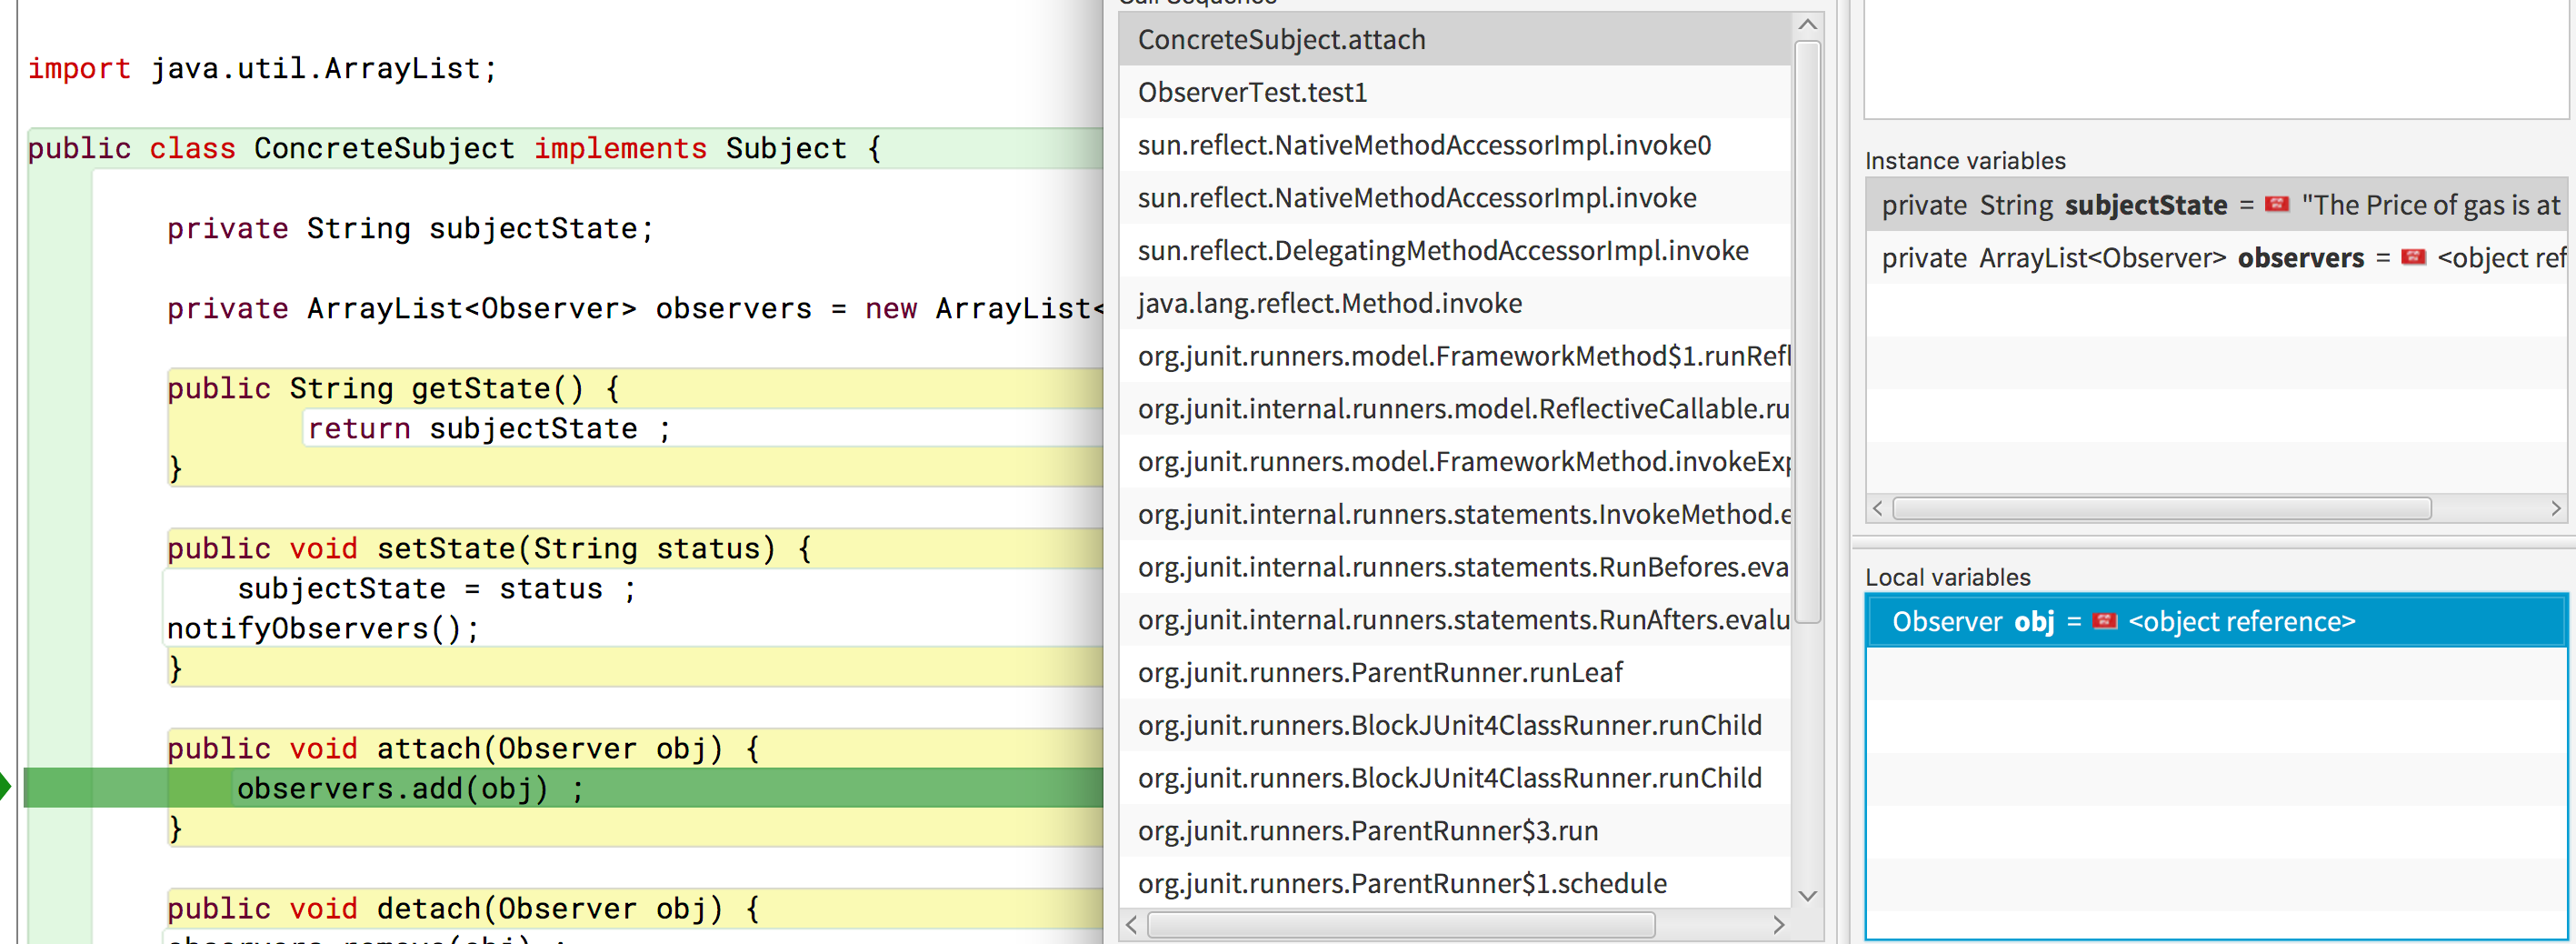 import java.util.ArrayList;
public class ConcreteSubject implements Subject {
private String subjectState;
private ArrayList<Observer> observers = new ArrayList<
public String getState() {
return subjectState ;
}
public void setState(String status) {
subjectState = status ;
notifyObservers();
}
public void attach(Observer obj) {
observers.add(obj) ;
}
public void detach(Observer obj) {
observers.remove(obj) ;
Call Sequence
ConcreteSubject.attach
ObserverTest.test1
sun.reflect.NativeMethodAccessorImpl.invoke0
sun.reflect.NativeMethodAccessorImpl.invoke
sun.reflect.DelegatingMethodAccessorImpl.invoke
java.lang.reflect.Method.invoke
org.junit.runners.model.FrameworkMethod$1.runRefl
org.junit.internal.runners.model.ReflectiveCallable.ru
org.junit.runners.model.FrameworkMethod.invokeExp
org.junit.internal.runners.statements.InvokeMethod.e
org.junit.internal.runners.statements.RunBefores.eva
org.junit.internal.runners.statements.RunAfters.evalu
org.junit.runners.ParentRunner.runLeaf
org.junit.runners.BlockJUnit4ClassRunner.runChild
org.junit.runners.BlockJUnit4ClassRunner.runChild
org.junit.runners.ParentRunner$3.run
org.junit.runners.ParentRunner$1.schedule
Instance variables
private String subjectState = "The Price of gas is at
private ArrayList<Observer> observers = <object ref
Local variables
Observer obj = <object reference>